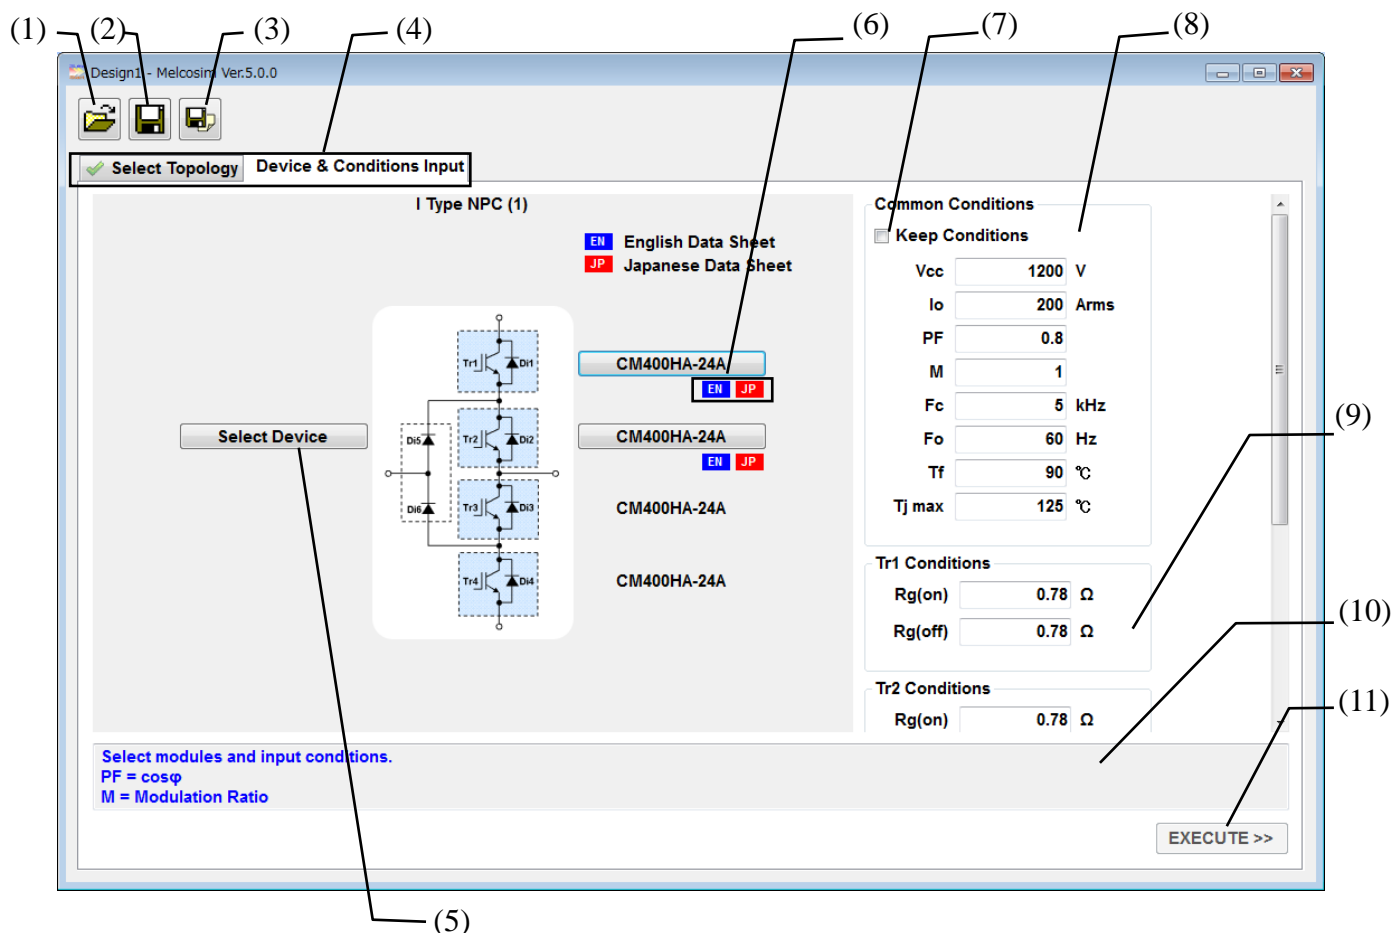 (1) (2) (3) (4) (6) (7) (8)
Design1 - Melcosim Ver.5.0.0
Select Topology Device & Conditions Input
I Type NPC (1)
EN English Data Sheet
JP Japanese Data Sheet
Tr1 Di1 CM400HA-24A
EN JP
Select Device
Di5 Tr2 Di2 CM400HA-24A
EN JP
Di6 Tr3 Di3 CM400HA-24A
Tr4 Di4 CM400HA-24A
Common Conditions
Keep Conditions
Vcc 1200 V
Io 200 Arms
PF 0.8
M 1
Fc 5 kHz
Fo 60 Hz
Tf 90 ℃
Tj max 125 ℃
(9)
Tr1 Conditions
Rg(on) 0.78 Ω
Rg(off) 0.78 Ω
(10)
Tr2 Conditions
Rg(on) 0.78 Ω
(11)
Select modules and input conditions.
PF = cosφ
M = Modulation Ratio
EXECUTE >>
(5)